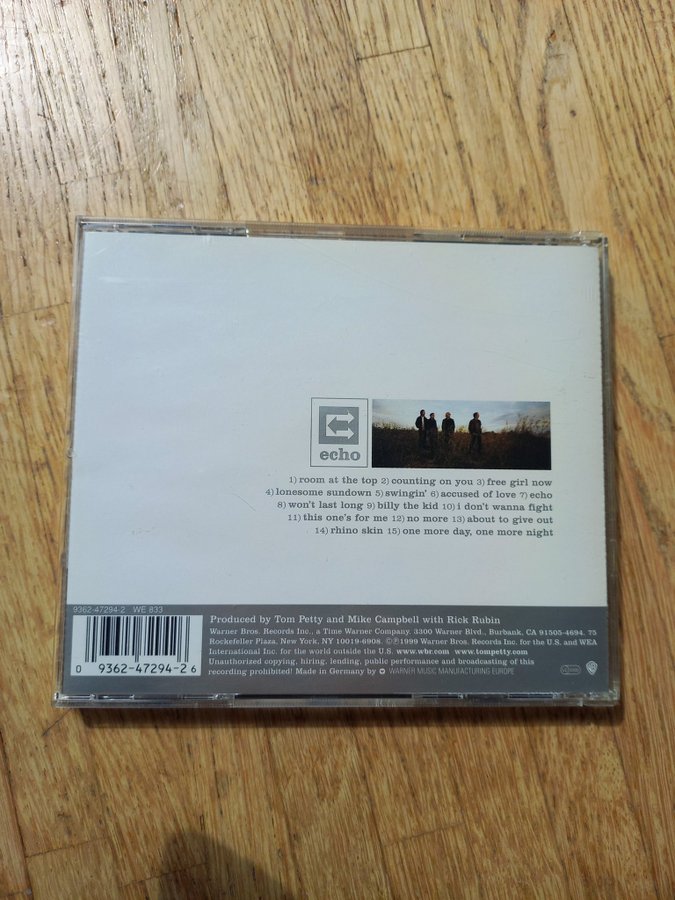 echo
1) room at the top 2) counting on you 3) free girl now
4) lonesome sundown 5) swingin' 6) accused of love 7) echo
8) won't last long 9) billy the kid 10) i don't wanna fight
11) this one's for me 12) no more 13) about to give out
14) rhino skin 15) one more day, one more night
9362-47294-2 WE 833
0 9362-47294-2 6
Produced by Tom Petty and Mike Campbell with Rick Rubin
Warner Bros. Records Inc., a Time Warner Company. 3300 Warner Blvd., Burbank, CA 91505-4694. 75
Rockefeller Plaza, New York, NY 10019-6908. ©℗1999 Warner Bros. Records Inc. for the U.S. and WEA
International Inc. for the world outside the U.S. www.wbr.com www.tompetty.com
Unauthorized copying, hiring, lending, public performance and broadcasting of this
recording prohibited! Made in Germany by WARNER MUSIC MANUFACTURING EUROPE